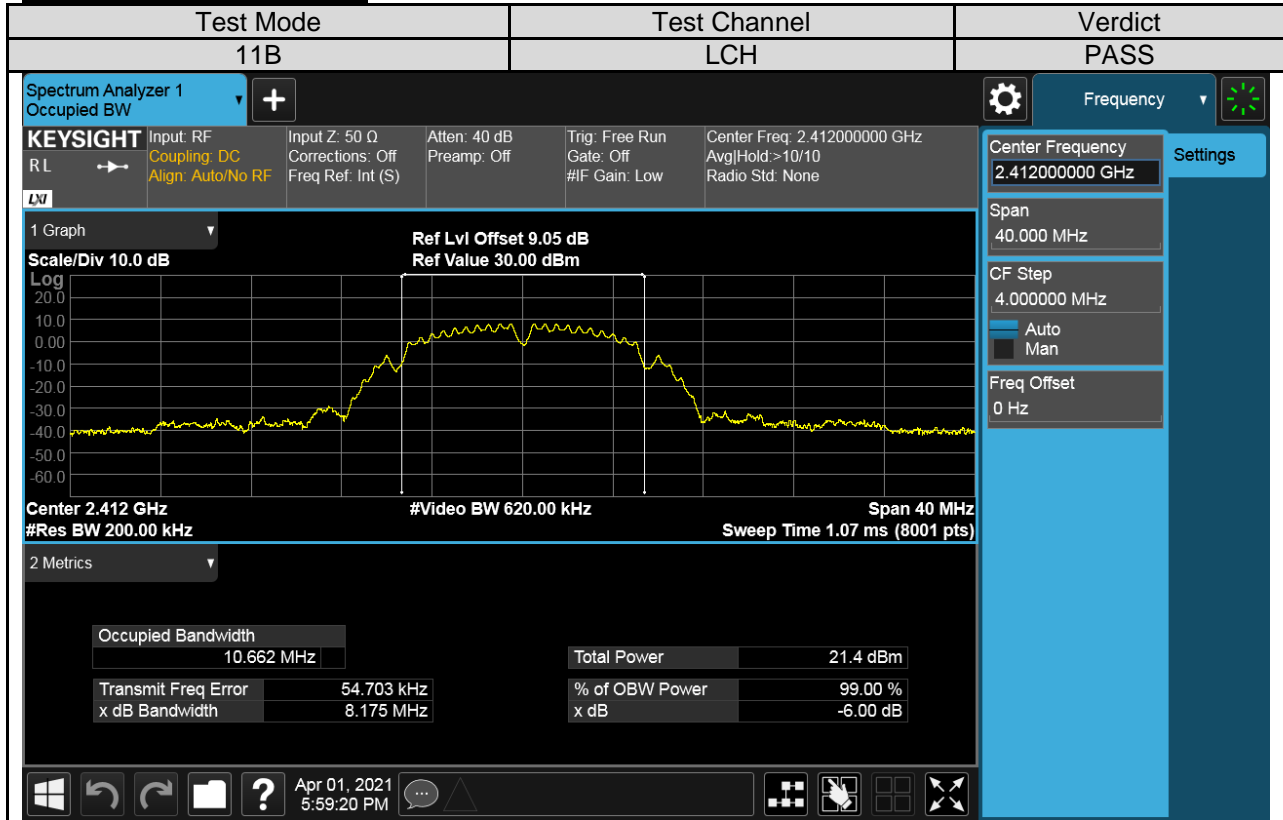 Test Mode Test Channel Verdict
11B LCH PASS
Spectrum Analyzer 1
Occupied BW
+
Frequency
KEYSIGHT Input: RF Input Z: 50 Ω Atten: 40 dB Trig: Free Run Center Freq: 2.412000000 GHz
R L Coupling: DC Corrections: Off Preamp: Off Gate: Off Avg|Hold:>10/10
Align: Auto/No RF Freq Ref: Int (S) #IF Gain: Low Radio Std: None
LXI
Center Frequency
2.412000000 GHz
Settings
Span
40.000 MHz
CF Step
4.000000 MHz
Auto
Man
Freq Offset
0 Hz
1 Graph
Scale/Div 10.0 dB
Ref Lvl Offset 9.05 dB
Ref Value 30.00 dBm
Log
20.0
10.0
0.00
-10.0
-20.0
-30.0
-40.0
-50.0
-60.0
Center 2.412 GHz #Video BW 620.00 kHz Span 40 MHz
#Res BW 200.00 kHz Sweep Time 1.07 ms (8001 pts)
2 Metrics
Occupied Bandwidth
10.662 MHz
Total Power 21.4 dBm
Transmit Freq Error 54.703 kHz % of OBW Power 99.00 %
x dB Bandwidth 8.175 MHz x dB -6.00 dB
?
Apr 01, 2021
5:59:20 PM